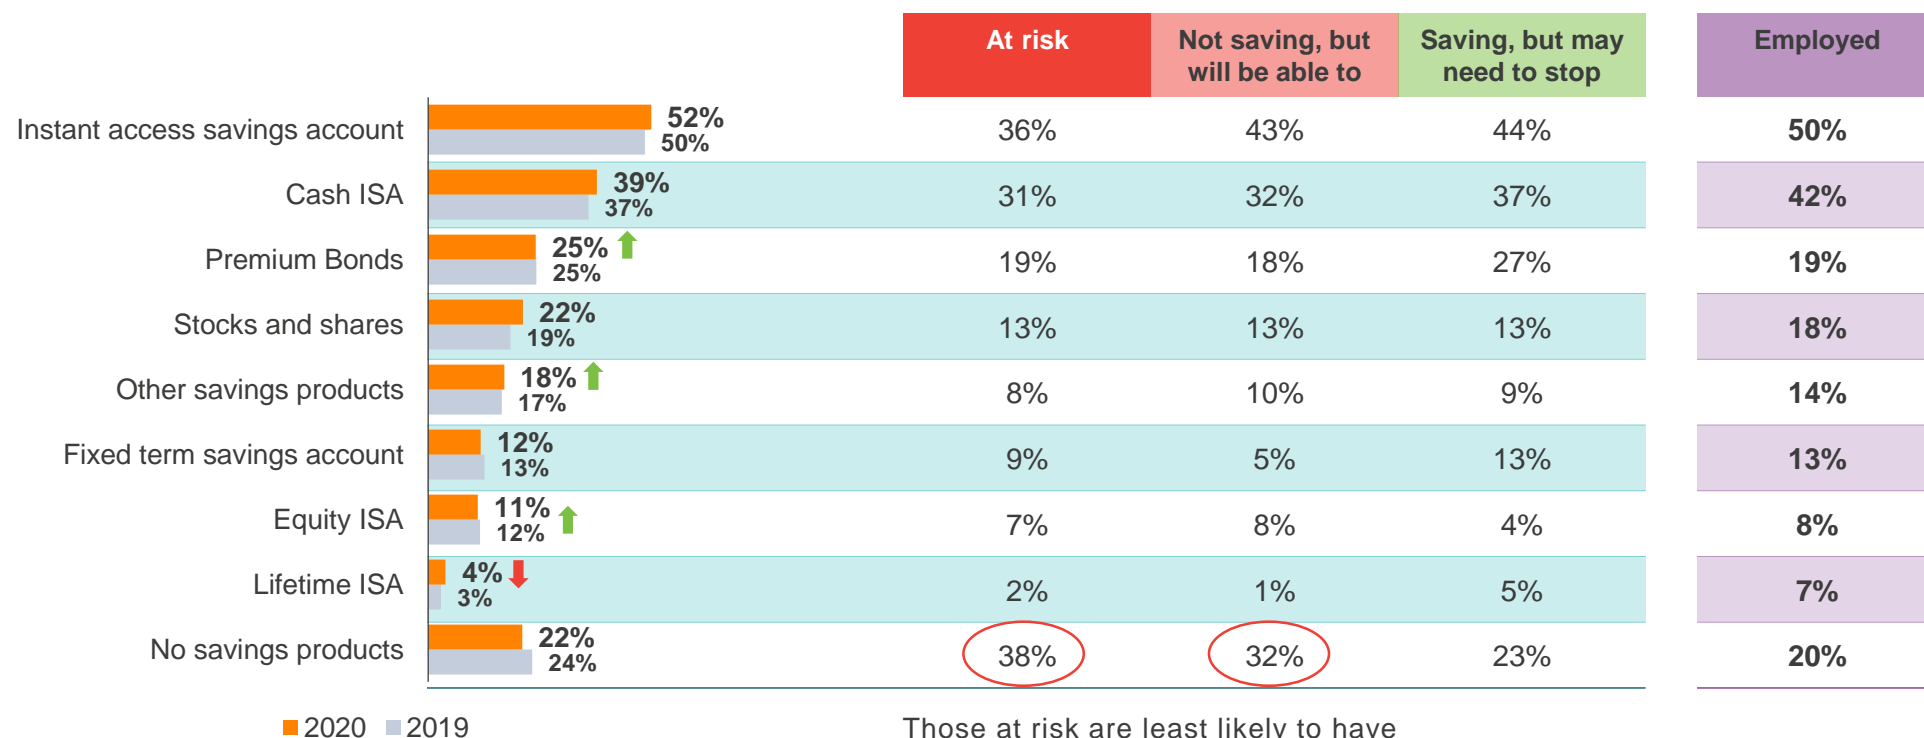 At risk
Not saving, but
will be able to
Saving, but may
need to stop
Employed
Instant access savings account 52% 50% 36% 43% 44% 50%
Cash ISA 39% 37% 31% 32% 37% 42%
Premium Bonds 25% 25% 19% 18% 27% 19%
Stocks and shares 22% 19% 13% 13% 13% 18%
Other savings products 18% 17% 8% 10% 9% 14%
Fixed term savings account 12% 13% 9% 5% 13% 13%
Equity ISA 11% 12% 7% 8% 4% 8%
Lifetime ISA 4% 3% 2% 1% 5% 7%
No savings products 22% 24% 38% 32% 23% 20%
2020 2019
Those at risk are least likely to have